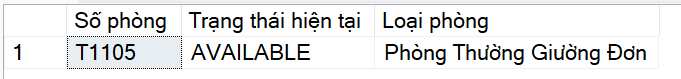 Số phòng Trạng thái hiện tại Loại phòng
1 T1105 AVAILABLE Phòng Thường Giường Đơn